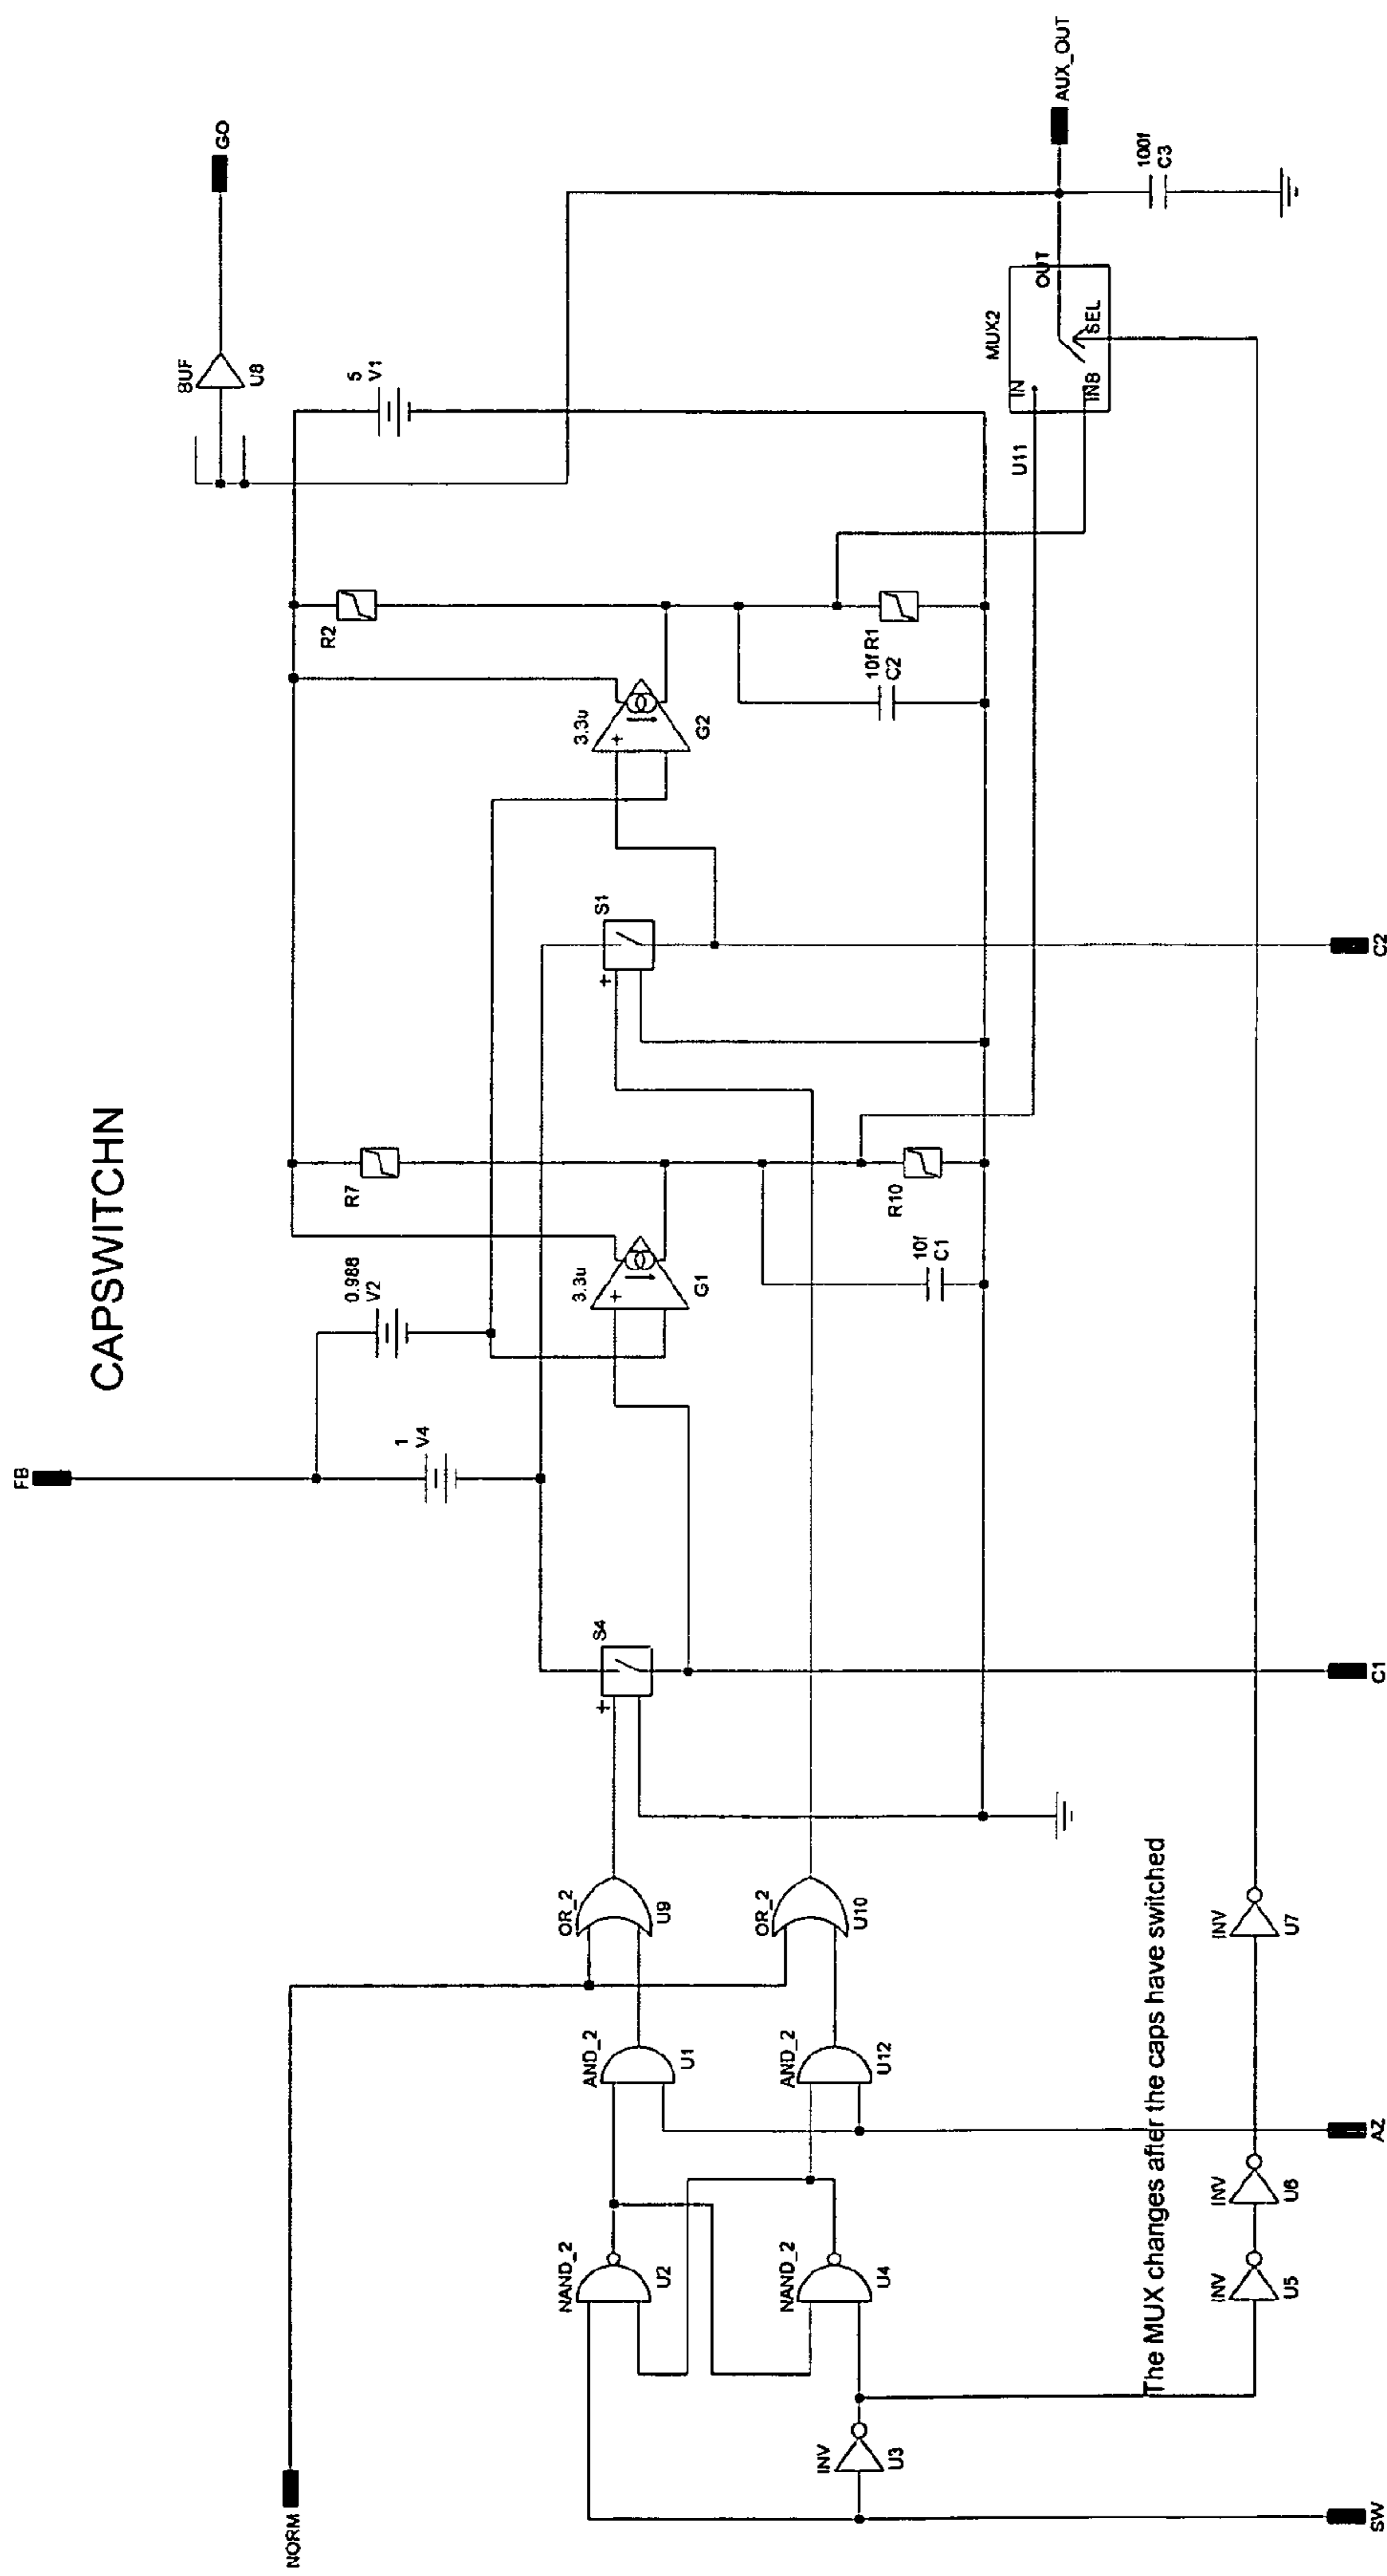 CAPSWITCHN
FB
1
V4
0.988
V2
GO
BUF
U8
5
V1
NORM
R7
R2
3.3u
G1
3.3u
G2
S4
S1
OR_2
U9
OR_2
U10
AND_2
U1
AND_2
U12
NAND_2
U2
NAND_2
U4
INV
U3
R10
10f
C1
10f R1
C2
U11
MUX2
IN
INB
SEL
OUT
AUX_OUT
100f
C3
The MUX changes after the caps have switched
INV
U5
INV
U6
INV
U7
SW
AZ
C1
C2